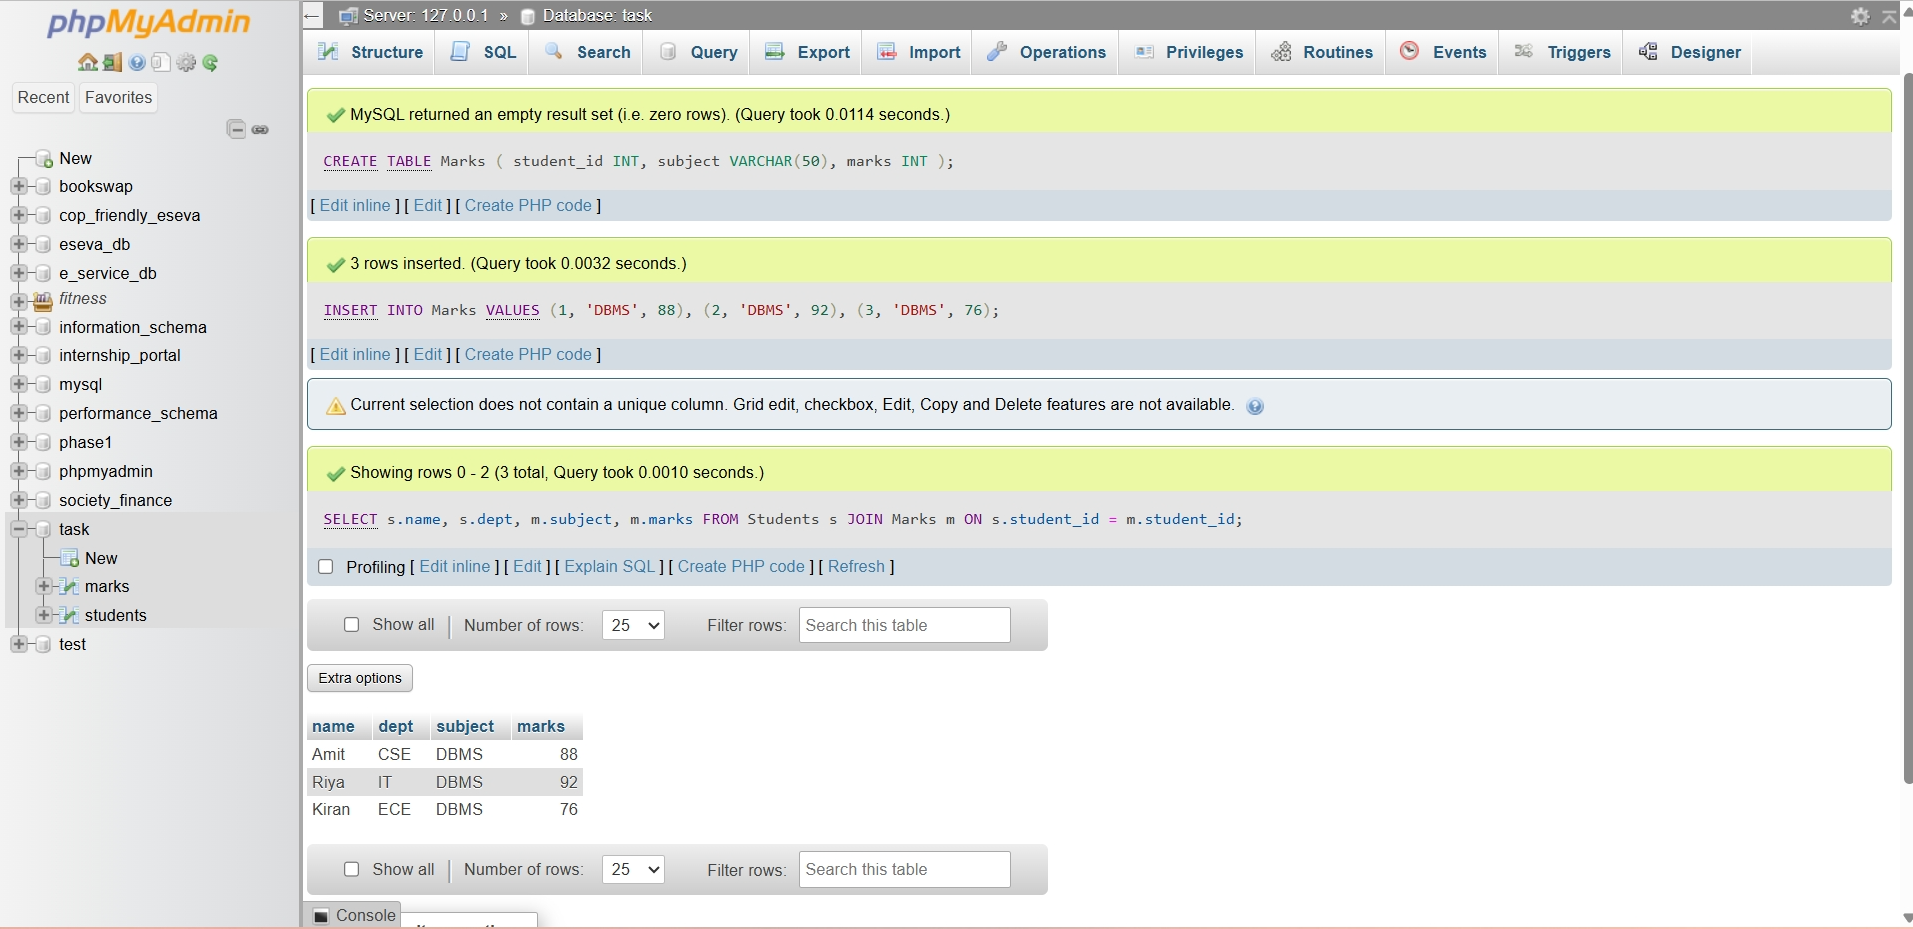 phpMyAdmin
Recent Favorites
New
bookswap
cop_friendly_eseva
eseva_db
e_service_db
fitness
information_schema
internship_portal
mysql
performance_schema
phase1
phpmyadmin
society_finance
task
New
marks
students
test
Server: 127.0.0.1 » Database: task
Structure SQL Search Query Export Import Operations Privileges Routines Events Triggers Designer
MySQL returned an empty result set (i.e. zero rows). (Query took 0.0114 seconds.)
CREATE TABLE Marks ( student_id INT, subject VARCHAR(50), marks INT );
[ Edit inline ] [ Edit ] [ Create PHP code ]
3 rows inserted. (Query took 0.0032 seconds.)
INSERT INTO Marks VALUES (1, 'DBMS', 88), (2, 'DBMS', 92), (3, 'DBMS', 76);
[ Edit inline ] [ Edit ] [ Create PHP code ]
Current selection does not contain a unique column. Grid edit, checkbox, Edit, Copy and Delete features are not available.
Showing rows 0 - 2 (3 total, Query took 0.0010 seconds.)
SELECT s.name, s.dept, m.subject, m.marks FROM Students s JOIN Marks m ON s.student_id = m.student_id;
Profiling [ Edit inline ] [ Edit ] [ Explain SQL ] [ Create PHP code ] [ Refresh ]
Show all | Number of rows: 25 Filter rows: Search this table
Extra options
name dept subject marks
Amit CSE DBMS 88
Riya IT DBMS 92
Kiran ECE DBMS 76
Show all | Number of rows: 25 Filter rows: Search this table
Console